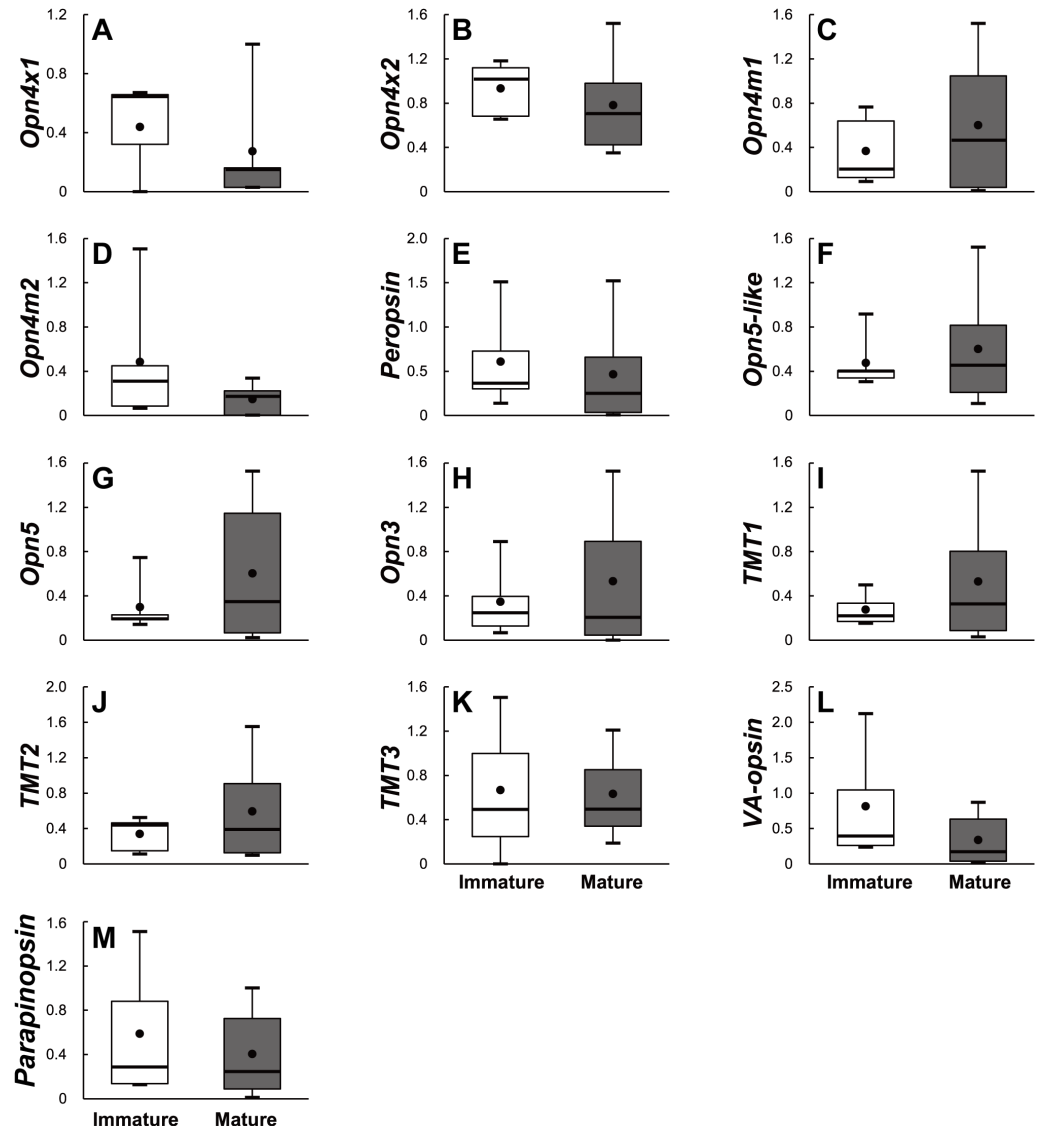 A
Opn4x1
1.2
0.8
0.4
0
B
Opn4x2
1.6
1.2
0.8
0.4
0
C
Opn4m1
1.6
1.2
0.8
0.4
0
D
Opn4m2
1.6
1.2
0.8
0.4
0
E
Peropsin
2.0
1.5
1.0
0.5
0
F
Opn5-like
1.6
1.2
0.8
0.4
0
G
Opn5
1.6
1.2
0.8
0.4
0
H
Opn3
1.6
1.2
0.8
0.4
0
I
TMT1
1.6
1.2
0.8
0.4
0
J
TMT2
2.0
1.6
1.2
0.8
0.4
0
K
TMT3
1.6
1.2
0.8
0.4
0
Immature Mature
L
VA-opsin
2.5
2.0
1.5
1.0
0.5
0
Immature Mature
M
Parapinopsin
1.6
1.2
0.8
0.4
0
Immature Mature